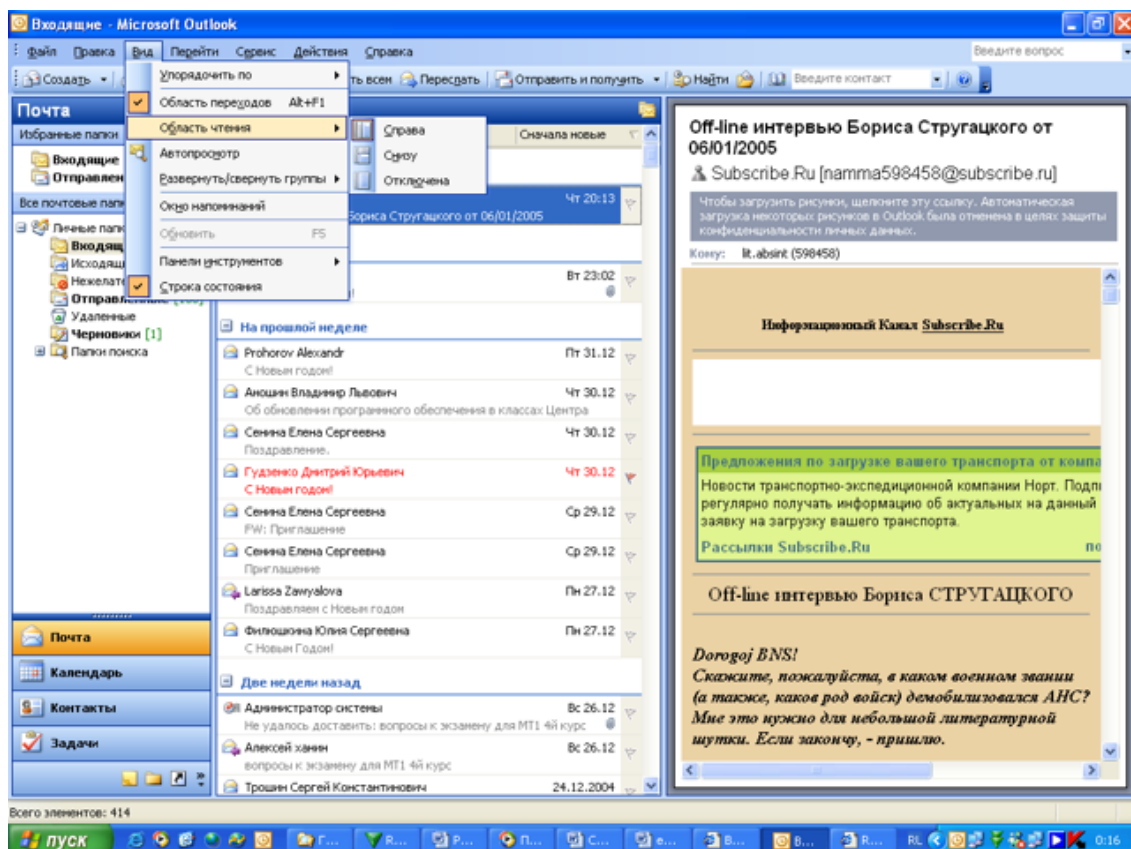 Входящие - Microsoft Outlook
Файл Правка Вид Перейти Сервис Действия Справка
Введите вопрос
Создать
ть всем Переслать Отправить и получить Найти Введите контакт
Упорядочить по
Область переходов Alt+F1
Область чтения
Автопросмотр
Развернуть/свернуть группы
Окно напоминаний
Обновить F5
Панели инструментов
Строка состояния
Справа
Снизу
Отключена
Почта
Избранные папки
Входящие
Отправлен
Все почтовые папк
Личные папк
Входящ
Исходящи
Нежелате
Отправленные
Удаленные
Черновики [1]
Папки поиска
Почта
Календарь
Контакты
Задачи
Сначала новые
Чт 20:13
Бориса Стругацкого от 06/01/2005
Вт 23:02
На прошлой неделе
Prohorov Alexandr Пт 31.12
С Новым годом!
Аношин Владимир Львович Чт 30.12
Об обновлении программного обеспечения в классах Центра
Сенина Елена Сергеевна Чт 30.12
Поздравление.
Гудзенко Дмитрий Юрьевич Чт 30.12
С Новым годом!
Сенина Елена Сергеевна Ср 29.12
FW: Приглашение
Сенина Елена Сергеевна Ср 29.12
Приглашение
Larissa Zawyalova Пн 27.12
Поздравляем с Новым годом
Филюшкина Юлия Сергеевна Пн 27.12
С Новым Годом!
Две недели назад
Администратор системы Вс 26.12
Не удалось доставить: вопросы к экзамену для МТ1 4й курс
Алексей ханин Вс 26.12
вопросы к экзамену для МТ1 4й курс
Трошин Сергей Константинович 24.12.2004
Off-line интервью Бориса Стругацкого от
06/01/2005
Subscribe.Ru [namma598458@subscribe.ru]
Чтобы загрузить рисунки, щелкните эту ссылку. Автоматическая
загрузка некоторых рисунков в Outlook была отменена в целях защиты
конфиденциальности личных данных.
Кому: lit.absint (598458)
Информационный Канал Subscribe.Ru
Предложения по загрузке вашего транспорта от компа
Новости транспортно-экспедиционной компании Норт. Подпи
регулярно получать информацию об актуальных на данный
заявку на загрузку вашего транспорта.
Рассылки Subscribe.Ru по
Off-line интервью Бориса СТРУГАЦКОГО
Dorogoj BNS!
Скажите, пожалуйста, в каком военном звании
(а также, каков род войск) демобилизовался АНС?
Мне это нужно для небольшой литературной
шутки. Если закончу, - пришлю.
Всего элементов: 414
пуск Г... R... Р... П... С... е... В... В... R... RL 0:16